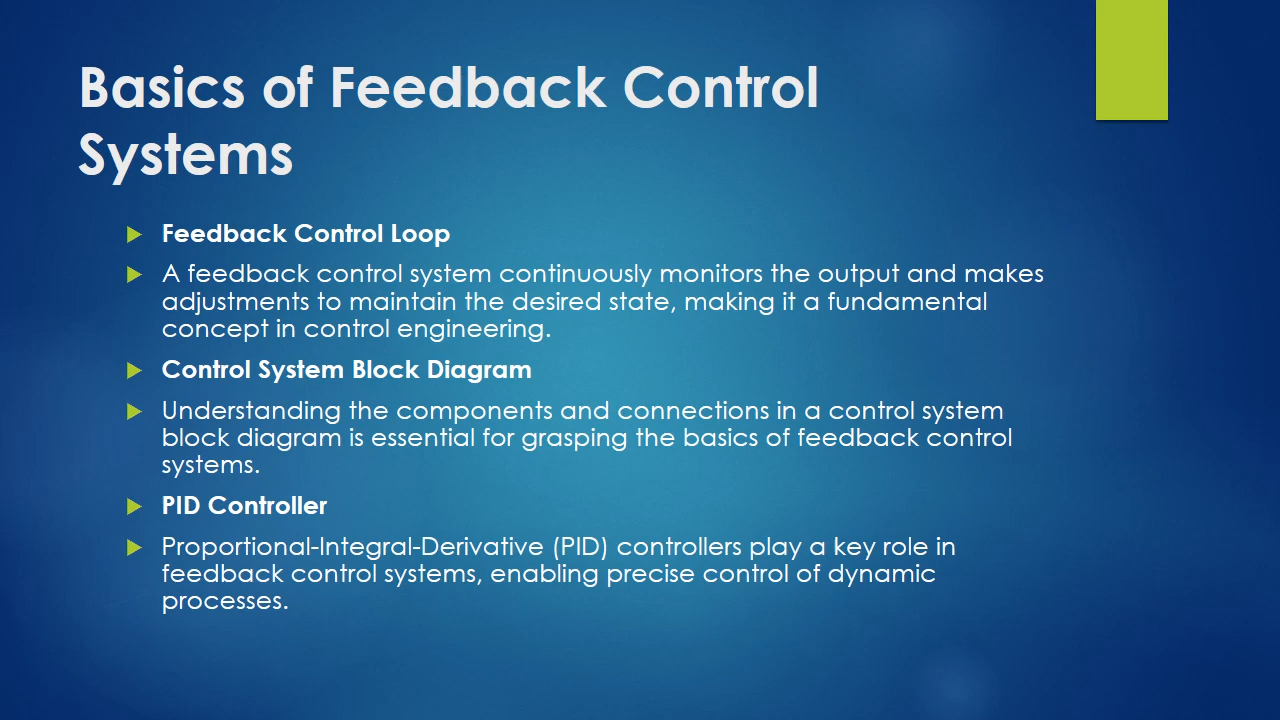 Basics of Feedback Control
Systems
Feedback Control Loop
A feedback control system continuously monitors the output and makes
adjustments to maintain the desired state, making it a fundamental
concept in control engineering.
Control System Block Diagram
Understanding the components and connections in a control system
block diagram is essential for grasping the basics of feedback control
systems.
PID Controller
Proportional-Integral-Derivative (PID) controllers play a key role in
feedback control systems, enabling precise control of dynamic
processes.